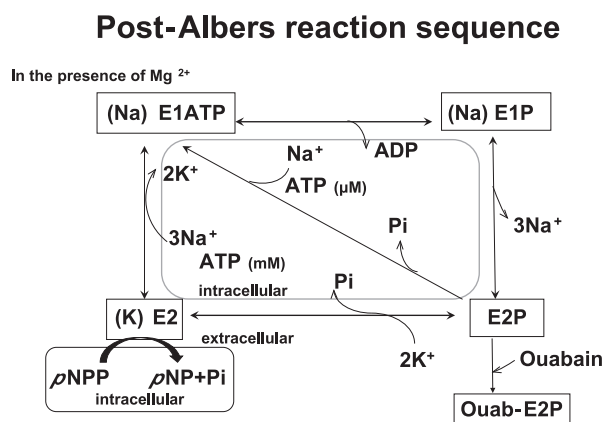 Post-Albers reaction sequence
In the presence of Mg 2+
(Na) E1ATP
(Na) E1P
ADP
Na+
2K+
ATP (μM)
Pi
3Na+
3Na+
ATP (mM)
Pi
intracellular
(K) E2
E2P
extracellular
2K+
Ouabain
pNPP
pNP+Pi
intracellular
Ouab-E2P